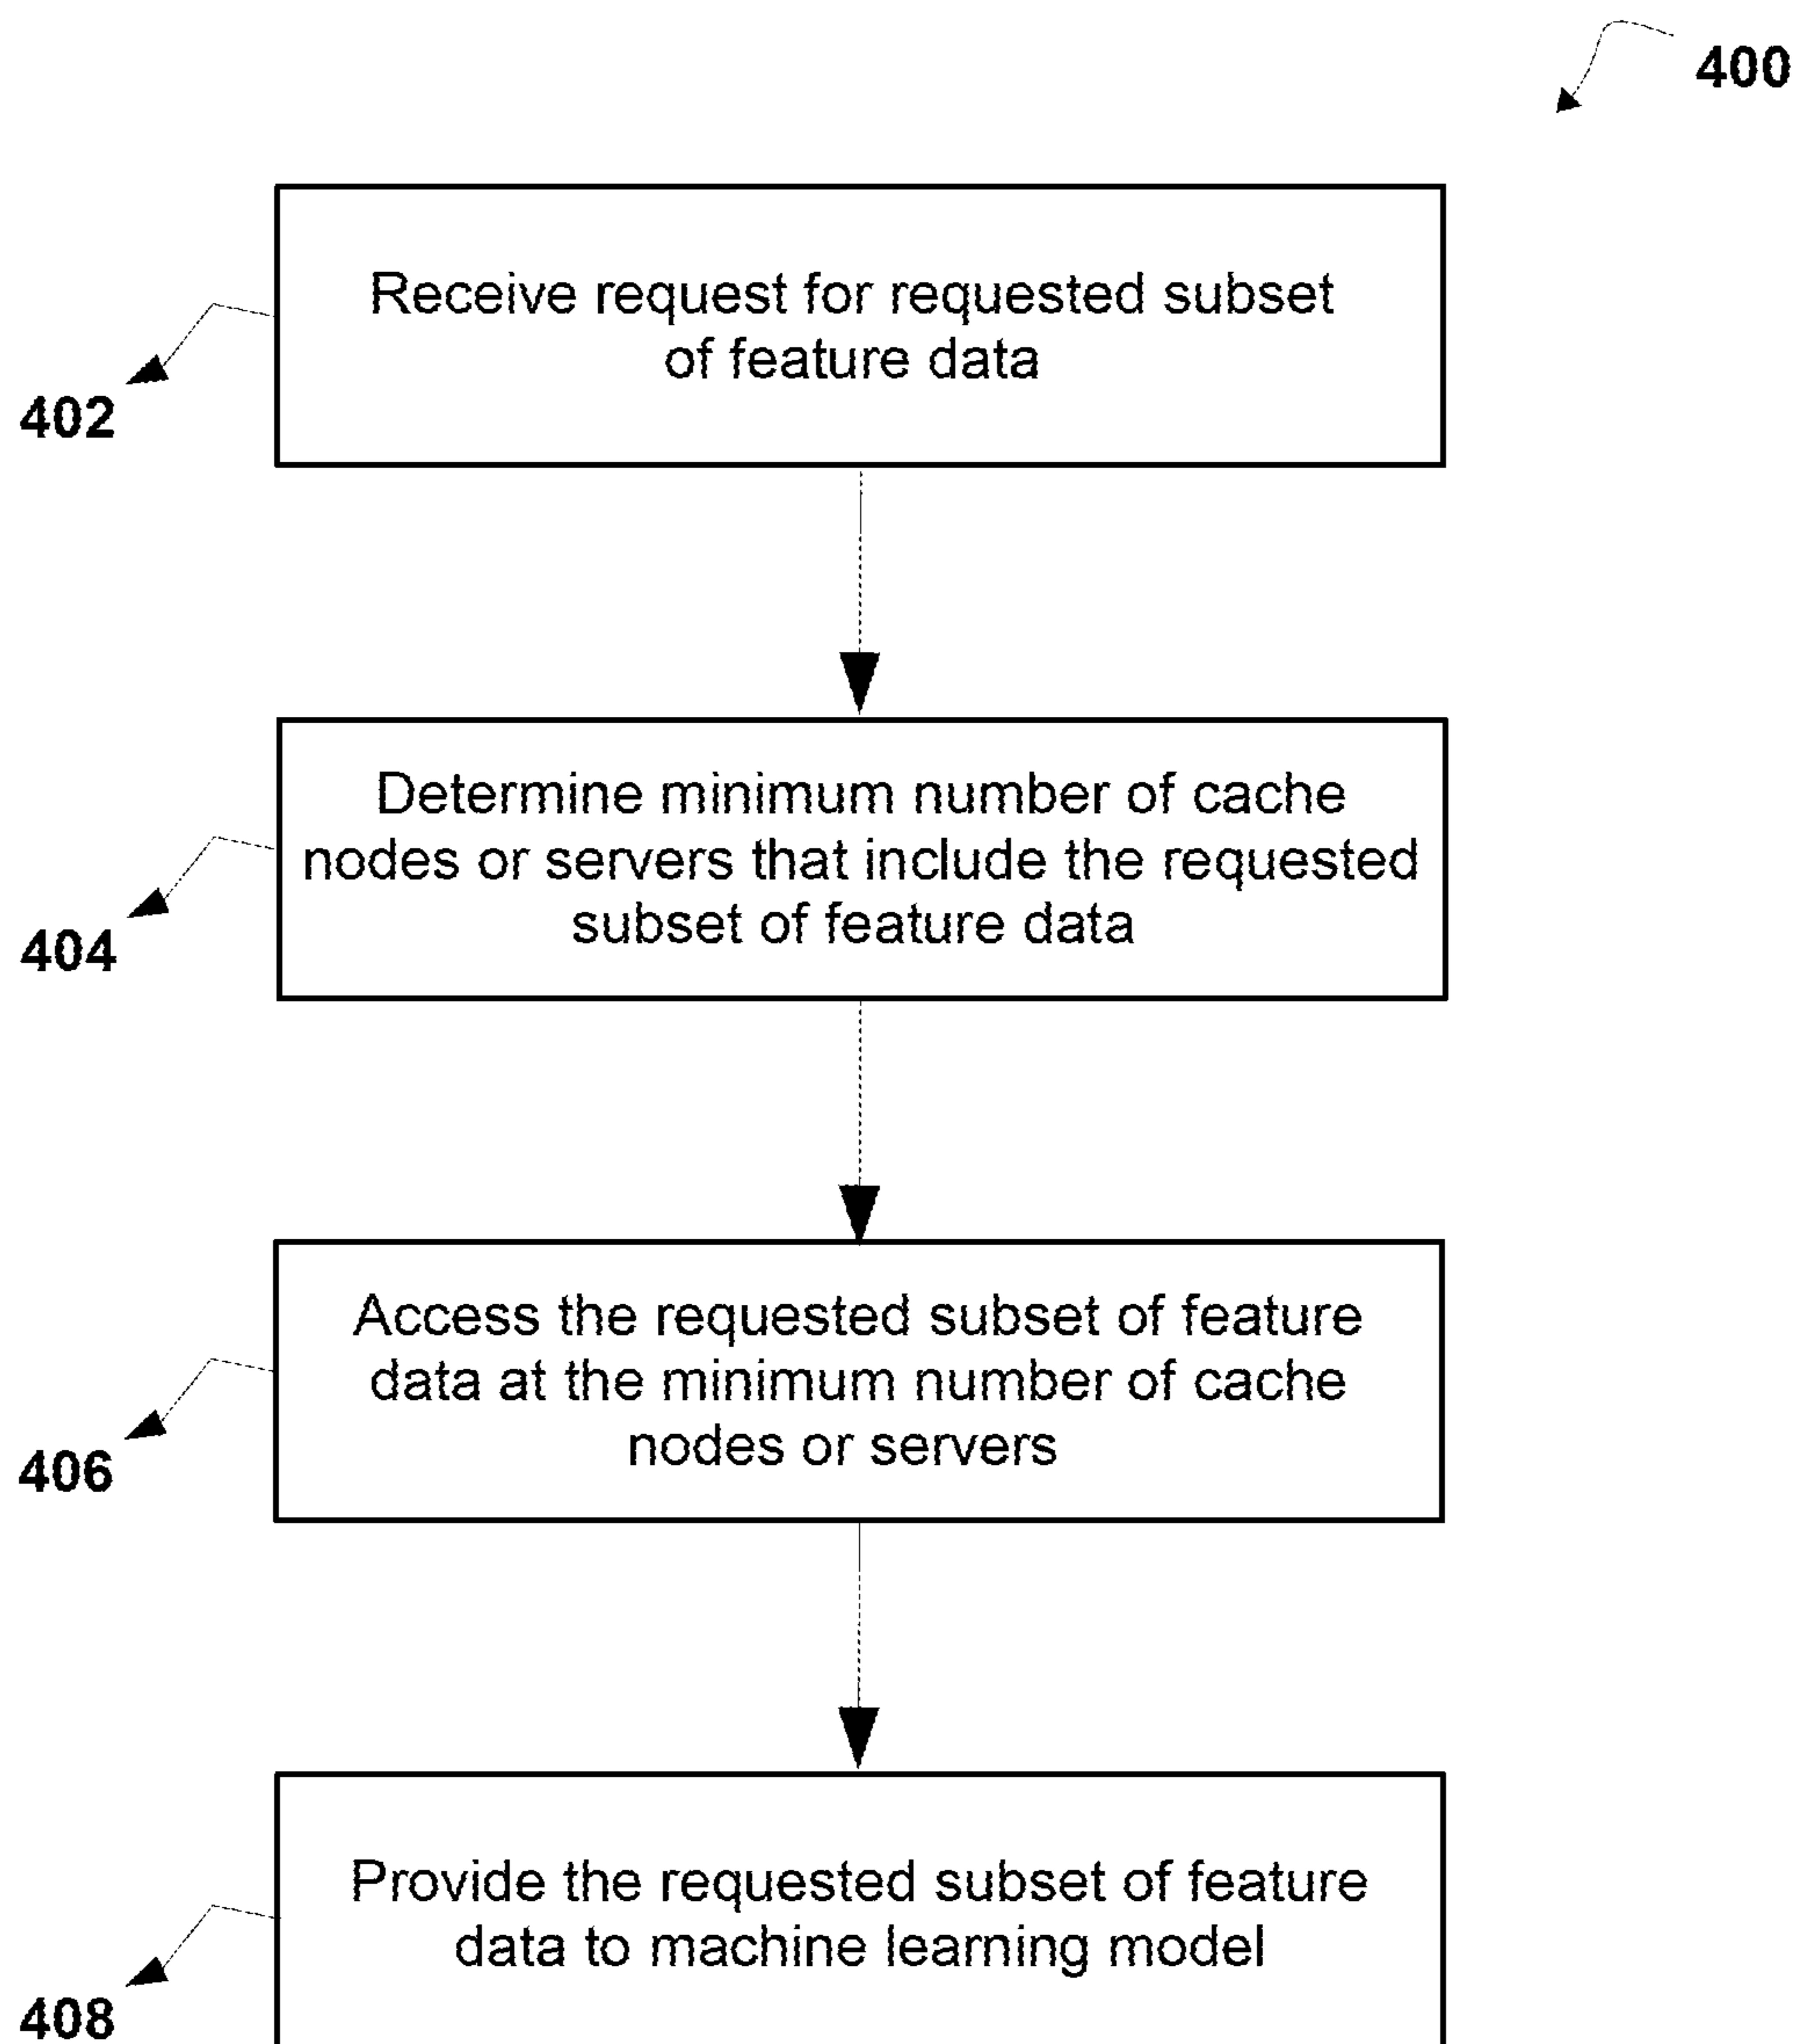 400
Receive request for requested subset
of feature data
402
Determine minimum number of cache
nodes or servers that include the requested
subset of feature data
404
Access the requested subset of feature
data at the minimum number of cache
nodes or servers
406
Provide the requested subset of feature
data to machine learning model
408